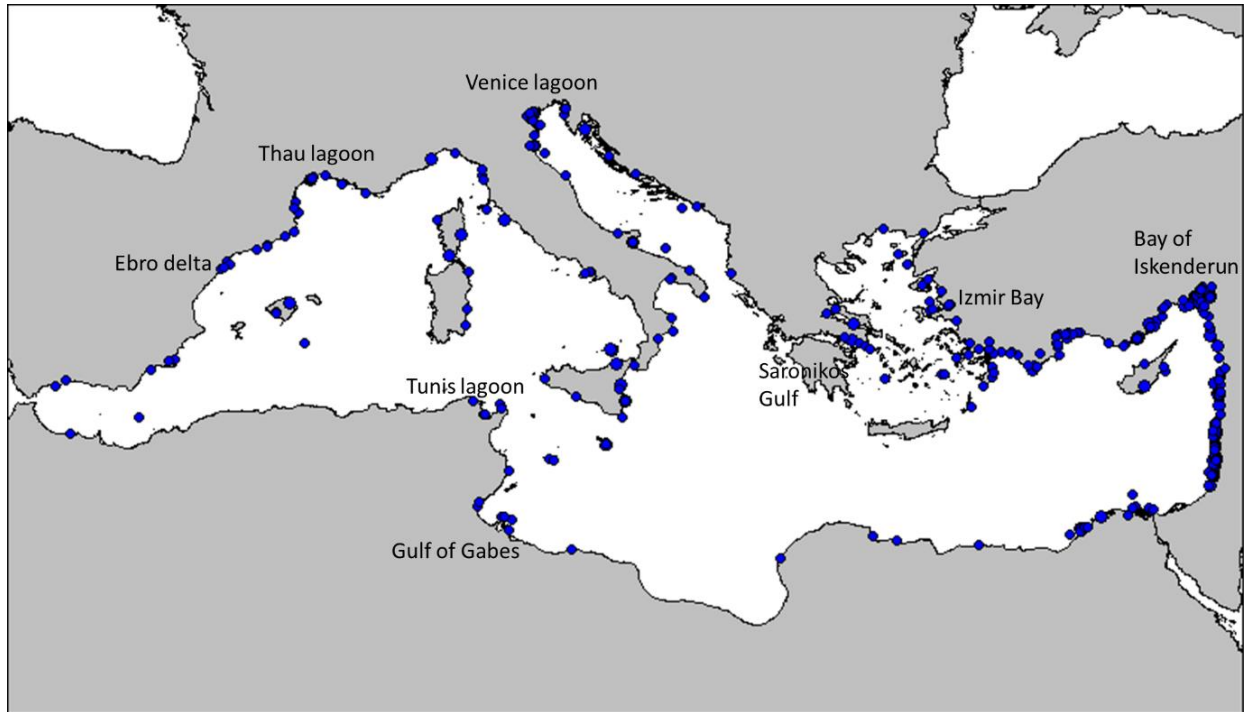 Venice lagoon
Thau lagoon
Ebro delta
Bay of
Iskenderun
Izmir Bay
Tunis lagoon
Saronikos
Gulf
Gulf of Gabes